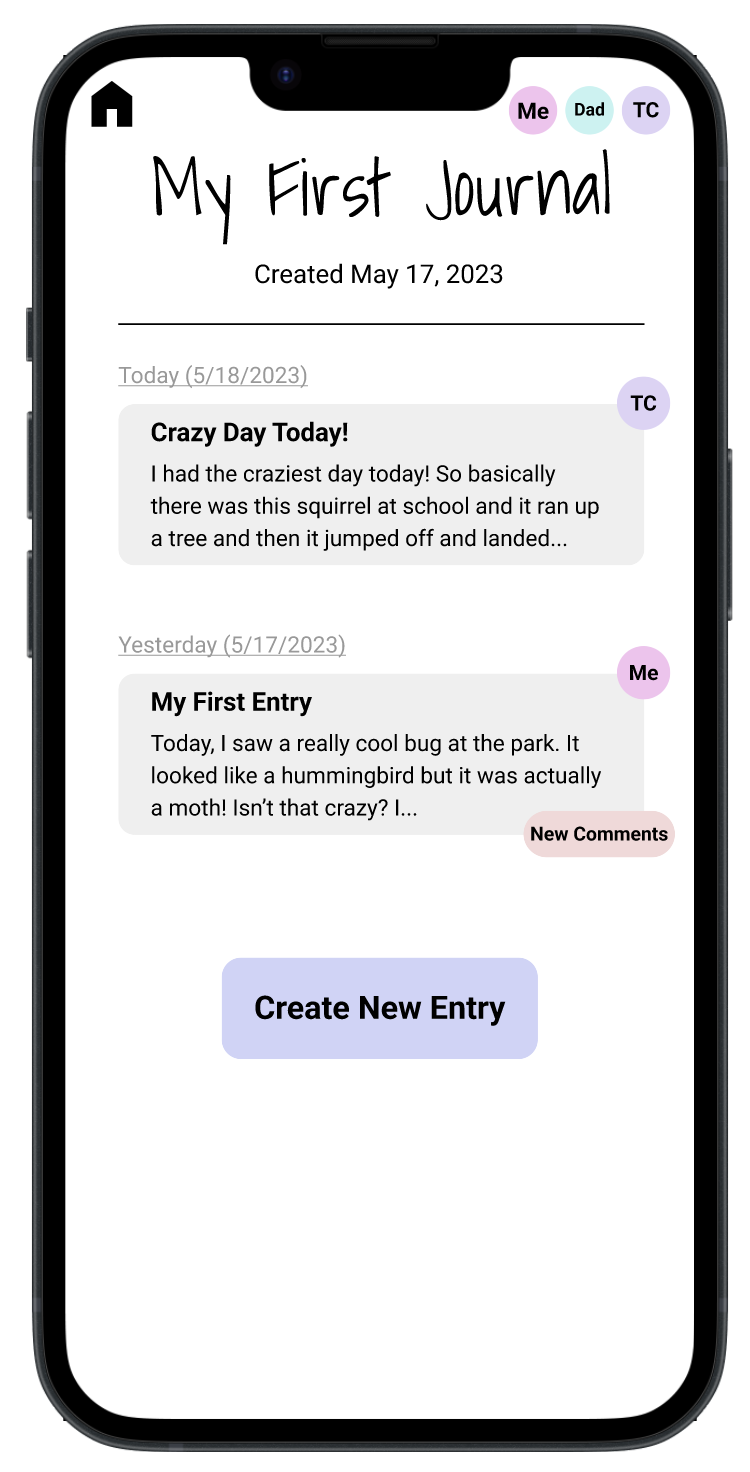 Me Dad TC
My First Journal
Created May 17, 2023
Today (5/18/2023)
TC
Crazy Day Today!
I had the craziest day today! So basically
there was this squirrel at school and it ran up
a tree and then it jumped off and landed...
Yesterday (5/17/2023)
Me
My First Entry
Today, I saw a really cool bug at the park. It
looked like a hummingbird but it was actually
a moth! Isn’t that crazy? I...
New Comments
Create New Entry